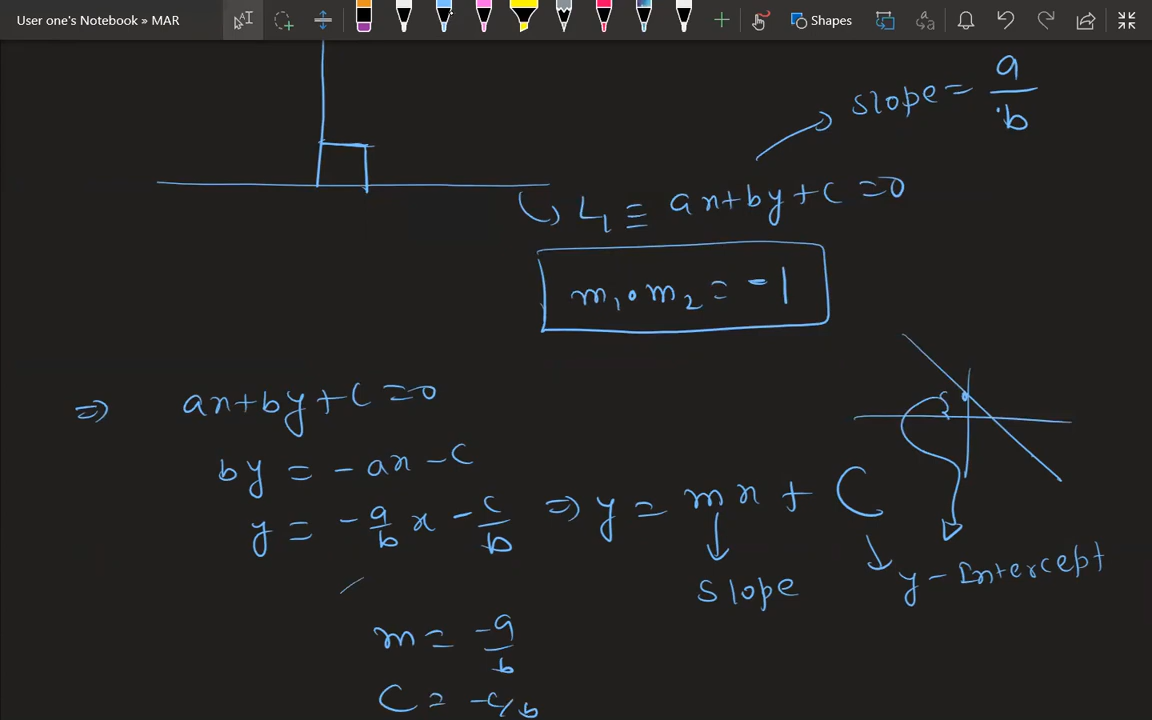 User one's Notebook » MAR
Shapes
slope = a/b
L₁ ≡ ax+by+c=0
m₁•m₂ = -1
⇒ ax+by+c=0
by = -ax-c
y = -a/b x - c/b ⇒ y = mx + C
Slope
y-Intercept
m = -a/b
C = -c/b